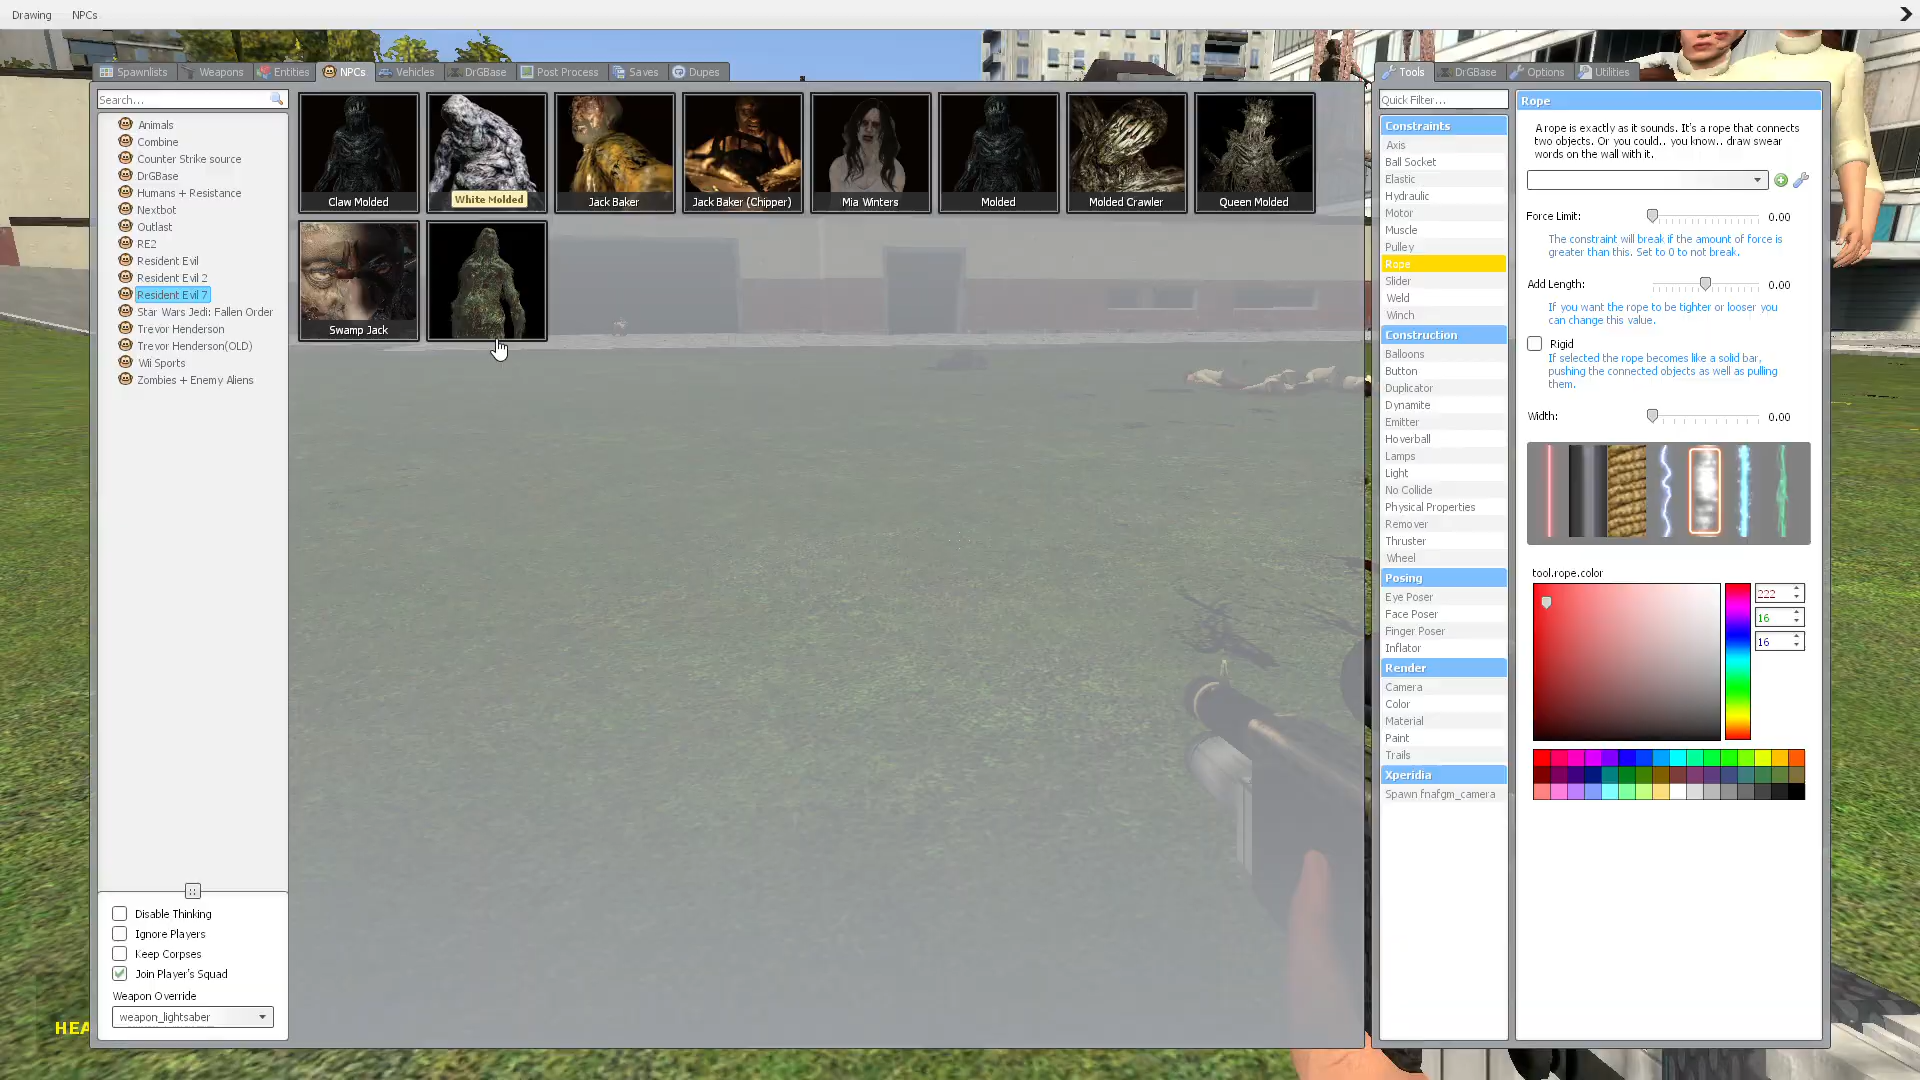 Drawing NPCs
Spawnlists Weapons Entities NPCs Vehicles DrGBase Post Process Saves Dupes
Search...
Animals
Combine
Counter Strike source
DrGBase
Humans + Resistance
Nextbot
Outlast
RE2
Resident Evil
Resident Evil 2
Resident Evil 7
Star Wars Jedi: Fallen Order
Trevor Henderson
Trevor Henderson(OLD)
Wii Sports
Zombies + Enemy Aliens
Disable Thinking
Ignore Players
Keep Corpses
Join Player's Squad
Weapon Override
weapon_lightsaber
HEA
Claw Molded
White Molded
Jack Baker
Jack Baker (Chipper)
Mia Winters
Molded
Molded Crawler
Queen Molded
Swamp Jack
Tools DrGBase Options Utilities
Quick Filter...
Constraints
Axis
Ball Socket
Elastic
Hydraulic
Motor
Muscle
Pulley
Rope
Slider
Weld
Winch
Construction
Balloons
Button
Duplicator
Dynamite
Emitter
Hoverball
Lamps
Light
No Collide
Physical Properties
Remover
Thruster
Wheel
Posing
Eye Poser
Face Poser
Finger Poser
Inflator
Render
Camera
Color
Material
Paint
Trails
Xperidia
Spawn fnafgm_camera
Rope
A rope is exactly as it sounds. It's a rope that connects
two objects. Or you could.. you know.. draw swear
words on the wall with it.
Force Limit: 0.00
The constraint will break if the amount of force is
greater than this. Set to 0 to not break.
Add Length: 0.00
If you want the rope to be tighter or looser you
can change this value.
Rigid
If selected the rope becomes like a solid bar,
pushing the connected objects as well as pulling
them.
Width: 0.00
tool.rope.color
222
16
16